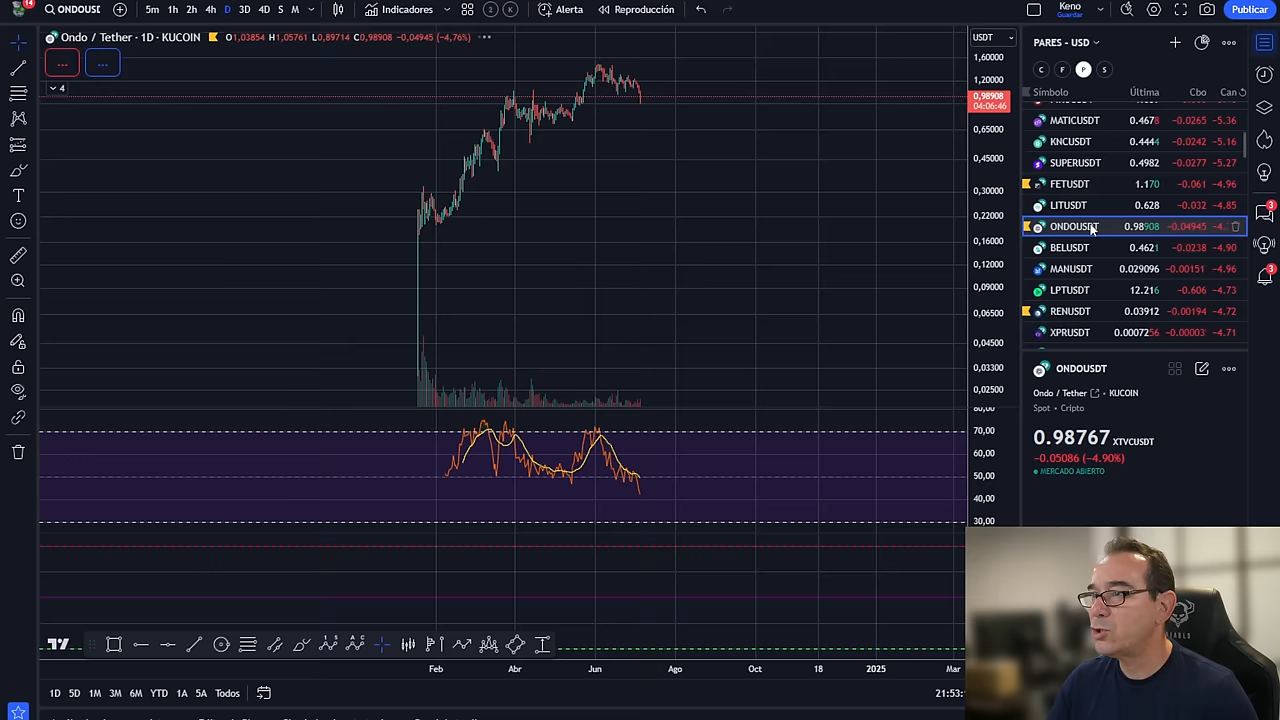 14
ONDOUSDT
5m 1h 2h 4h D 3D 4D S M
Indicadores
2 K
Alerta
Reproducción
Keno
Guardar
Publicar
Ondo / Tether · 1D · KUCOIN
O1,03854 H1,05761 L0,89714 C0,98908 −0,04945 (−4,76%)
USDT
4
1,60000
1,20000
0,98908
04:06:46
0,65000
0,45000
0,30000
0,22000
0,16000
0,12000
0,09000
0,06500
0,04500
0,03300
0,02500
80,00
70,00
60,00
50,00
40,00
30,00
Feb Abr Jun Ago Oct 18 2025 Mar
1D 5D 1M 3M 6M YTD 1A 5A Todos
21:53:
PARES - USD
C F P S
Símbolo Última Cbo Can
MATICUSDT 0.4678 −0.0265 −5.36
KNCUSDT 0.4444 −0.0242 −5.16
SUPERUSDT 0.4982 −0.0277 −5.27
FETUSDT 1.170 −0.061 −4.96
LITUSDT 0.628 −0.032 −4.85
ONDOUSDT 0.98908 −0.04945 −4..
BELUSDT 0.4621 −0.0238 −4.90
MANUSDT 0.029096 −0.00151 −4.96
LPTUSDT 12.216 −0.606 −4.73
RENUSDT 0.03912 −0.00194 −4.72
XPRUSDT 0.0007256 −0.00003 −4.71
ONDOUSDT
Ondo / Tether · KUCOIN
Spot • Cripto
0.98767 XTVCUSDT
−0.05086 (−4.90%)
MERCADO ABIERTO
3
3
DIABLO